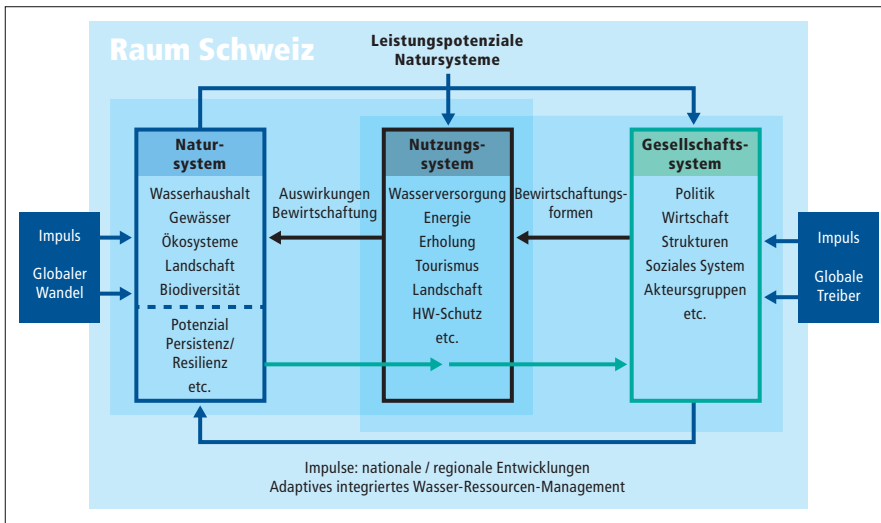 Raum Schweiz
Leistungspotenziale
Natursysteme
Natur-
system
Wasserhaushalt
Gewässer
Ökosysteme
Landschaft
Biodiversität
Potenzial
Persistenz/
Resilienz
etc.
Auswirkungen
Bewirtschaftung
Nutzungs-
system
Wasserversorgung
Energie
Erholung
Tourismus
Landschaft
HW-Schutz
etc.
Bewirtschaftungs-
formen
Gesellschafts-
system
Politik
Wirtschaft
Strukturen
Soziales System
Akteursgruppen
etc.
Impuls
Globaler
Wandel
Impuls
Globale
Treiber
Impulse: nationale / regionale Entwicklungen
Adaptives integriertes Wasser-Ressourcen-Management